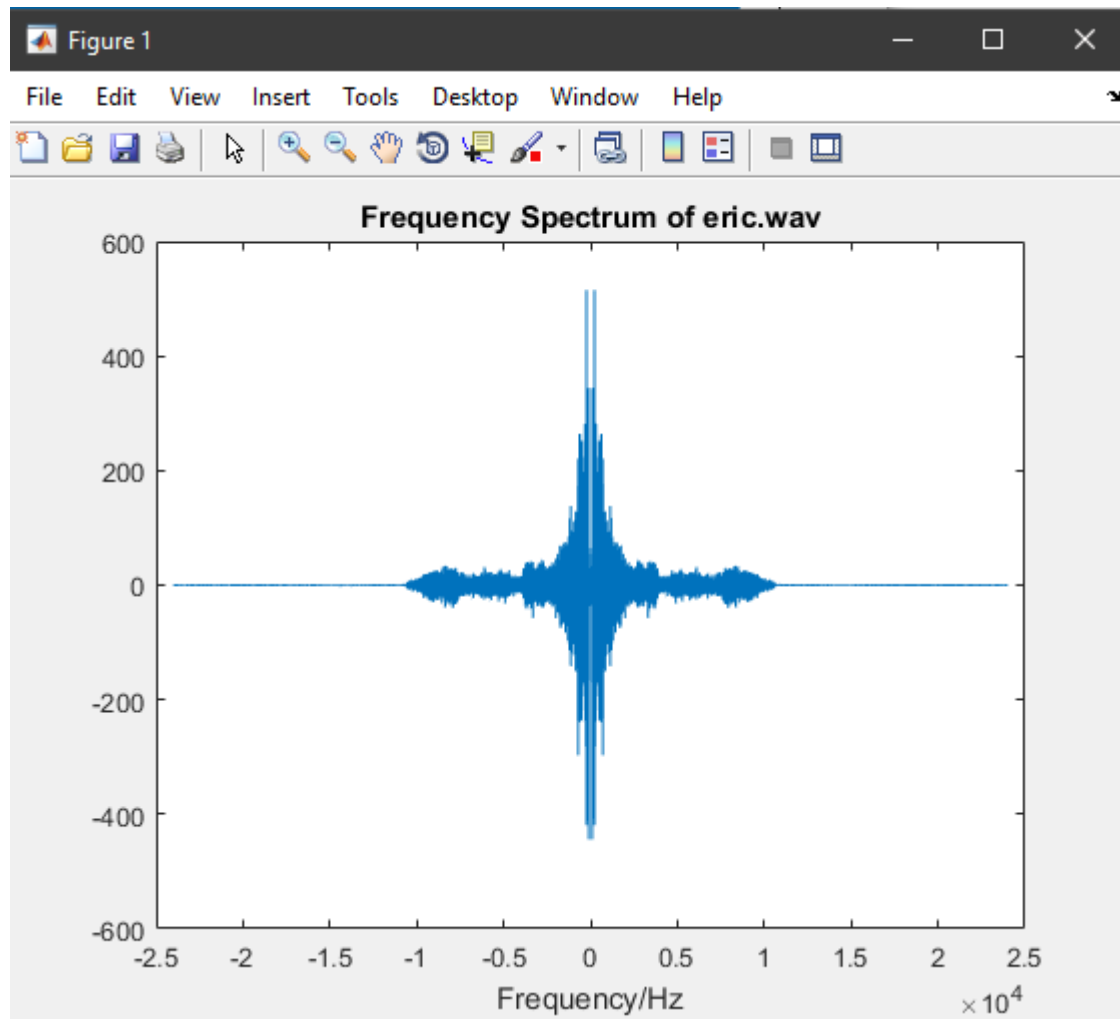 Figure 1
File Edit View Insert Tools Desktop Window Help
Frequency Spectrum of eric.wav
600
400
200
0
-200
-400
-600
-2.5 -2 -1.5 -1 -0.5 0 0.5 1 1.5 2 2.5
Frequency/Hz
×10⁴